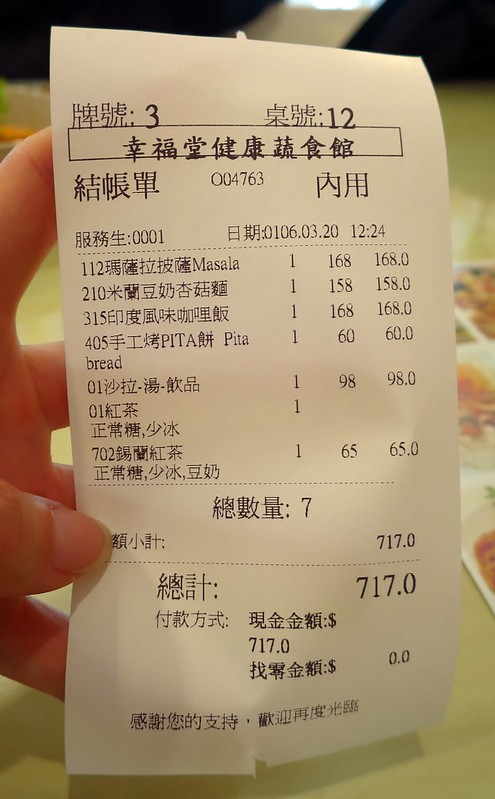 牌號: 3 桌號:12
幸福堂健康蔬食館
結帳單 O04763 內用
服務生:0001 日期:0106.03.20 12:24
112瑪薩拉披薩Masala 1 168 168.0
210米蘭豆奶杏菇麵 1 158 158.0
315印度風味咖哩飯 1 168 168.0
405手工烤PITA餅 Pita 1 60 60.0
bread
01沙拉-湯-飲品 1 98 98.0
01紅茶 1
正常糖,少冰
702錫蘭紅茶 1 65 65.0
正常糖,少冰,豆奶
總數量: 7
額小計: 717.0
總計: 717.0
付款方式: 現金金額:$
717.0
找零金額:$ 0.0
感謝您的支持，歡迎再度光臨